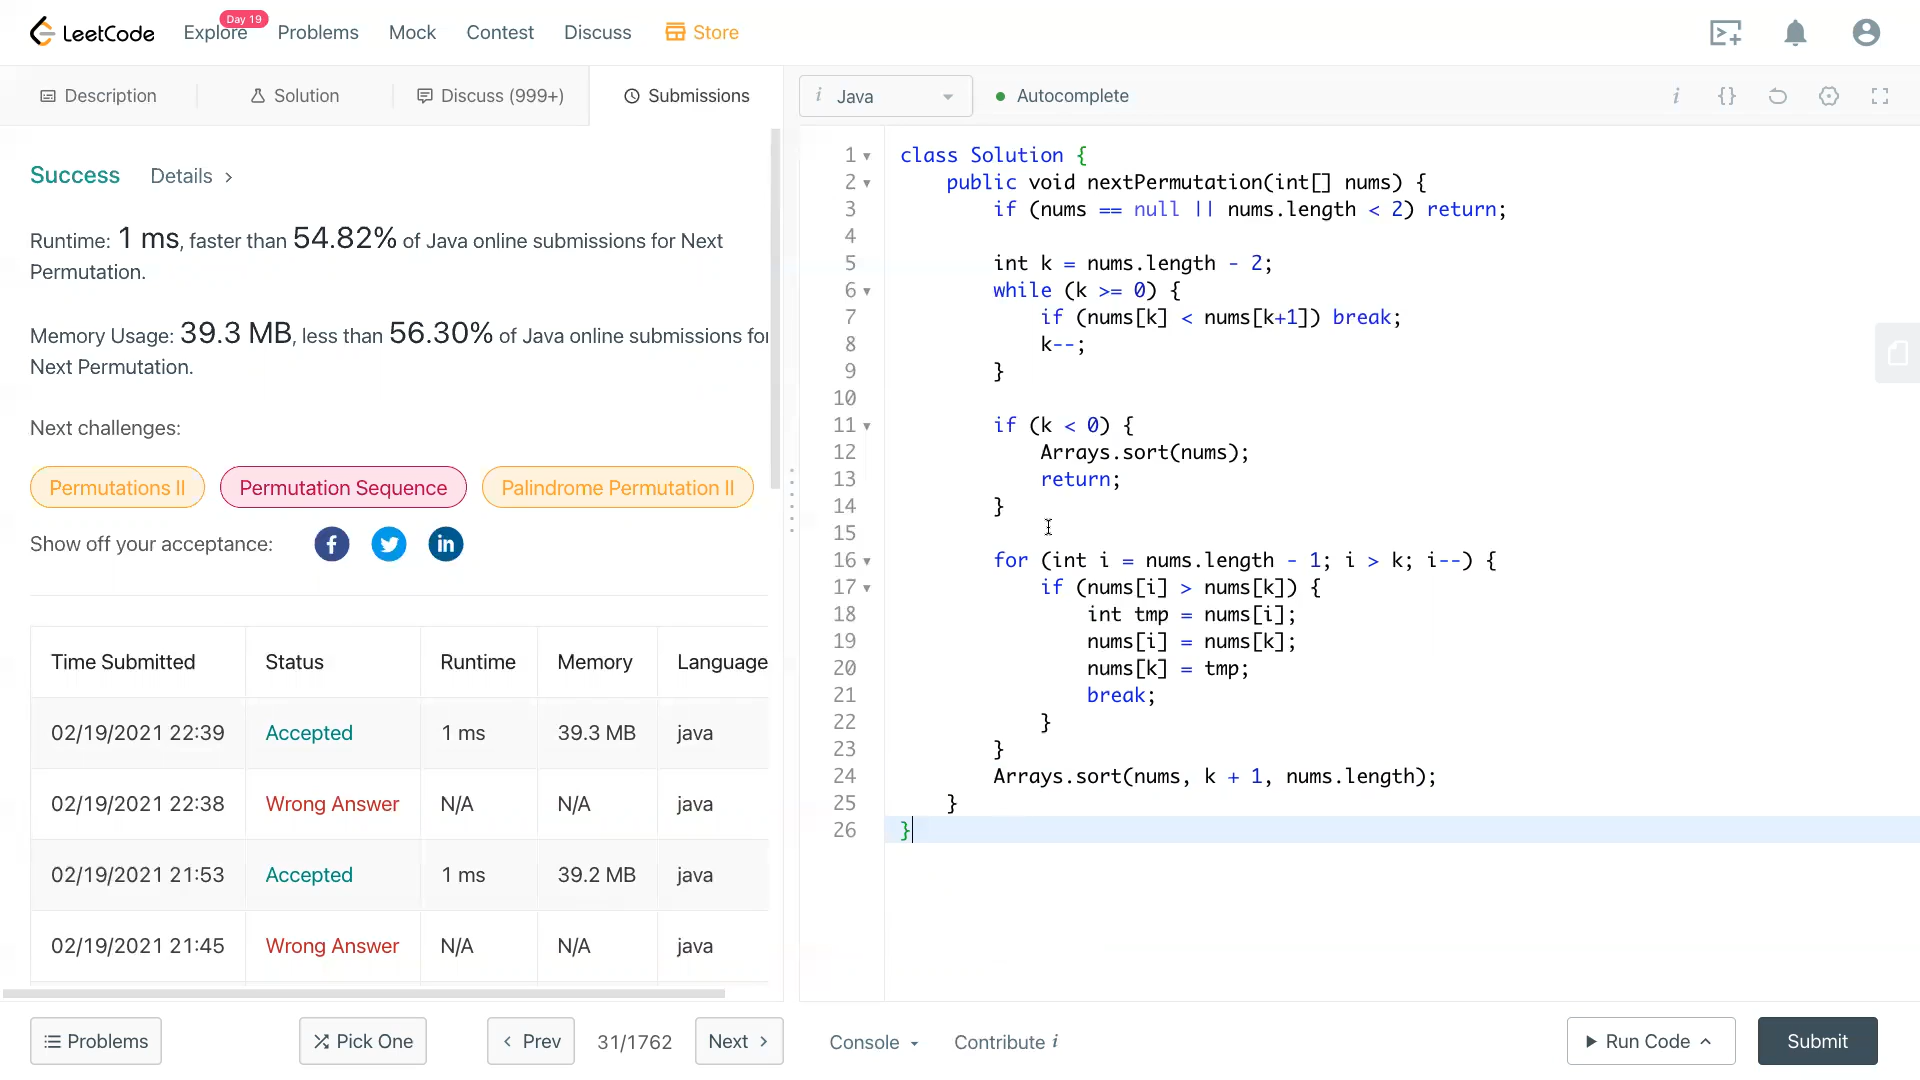 LeetCode
Explore
Day 19
Problems
Mock
Contest
Discuss
Store
Description
Solution
Discuss (999+)
Submissions
i Java
Autocomplete
i
{}
Success
Details >
Runtime: 1 ms, faster than 54.82% of Java online submissions for Next
Permutation.
Memory Usage: 39.3 MB, less than 56.30% of Java online submissions for
Next Permutation.
Next challenges:
Permutations II
Permutation Sequence
Palindrome Permutation II
Show off your acceptance:
f
in
Time Submitted Status Runtime Memory Language
02/19/2021 22:39 Accepted 1 ms 39.3 MB java
02/19/2021 22:38 Wrong Answer N/A N/A java
02/19/2021 21:53 Accepted 1 ms 39.2 MB java
02/19/2021 21:45 Wrong Answer N/A N/A java
1 class Solution {
2     public void nextPermutation(int[] nums) {
3         if (nums == null || nums.length < 2) return;
4
5         int k = nums.length - 2;
6         while (k >= 0) {
7             if (nums[k] < nums[k+1]) break;
8             k--;
9         }
10
11         if (k < 0) {
12             Arrays.sort(nums);
13             return;
14         }
15
16         for (int i = nums.length - 1; i > k; i--) {
17             if (nums[i] > nums[k]) {
18                 int tmp = nums[i];
19                 nums[i] = nums[k];
20                 nums[k] = tmp;
21                 break;
22             }
23         }
24         Arrays.sort(nums, k + 1, nums.length);
25     }
26 }
Problems
Pick One
< Prev
31/1762
Next >
Console
Contribute i
Run Code
Submit